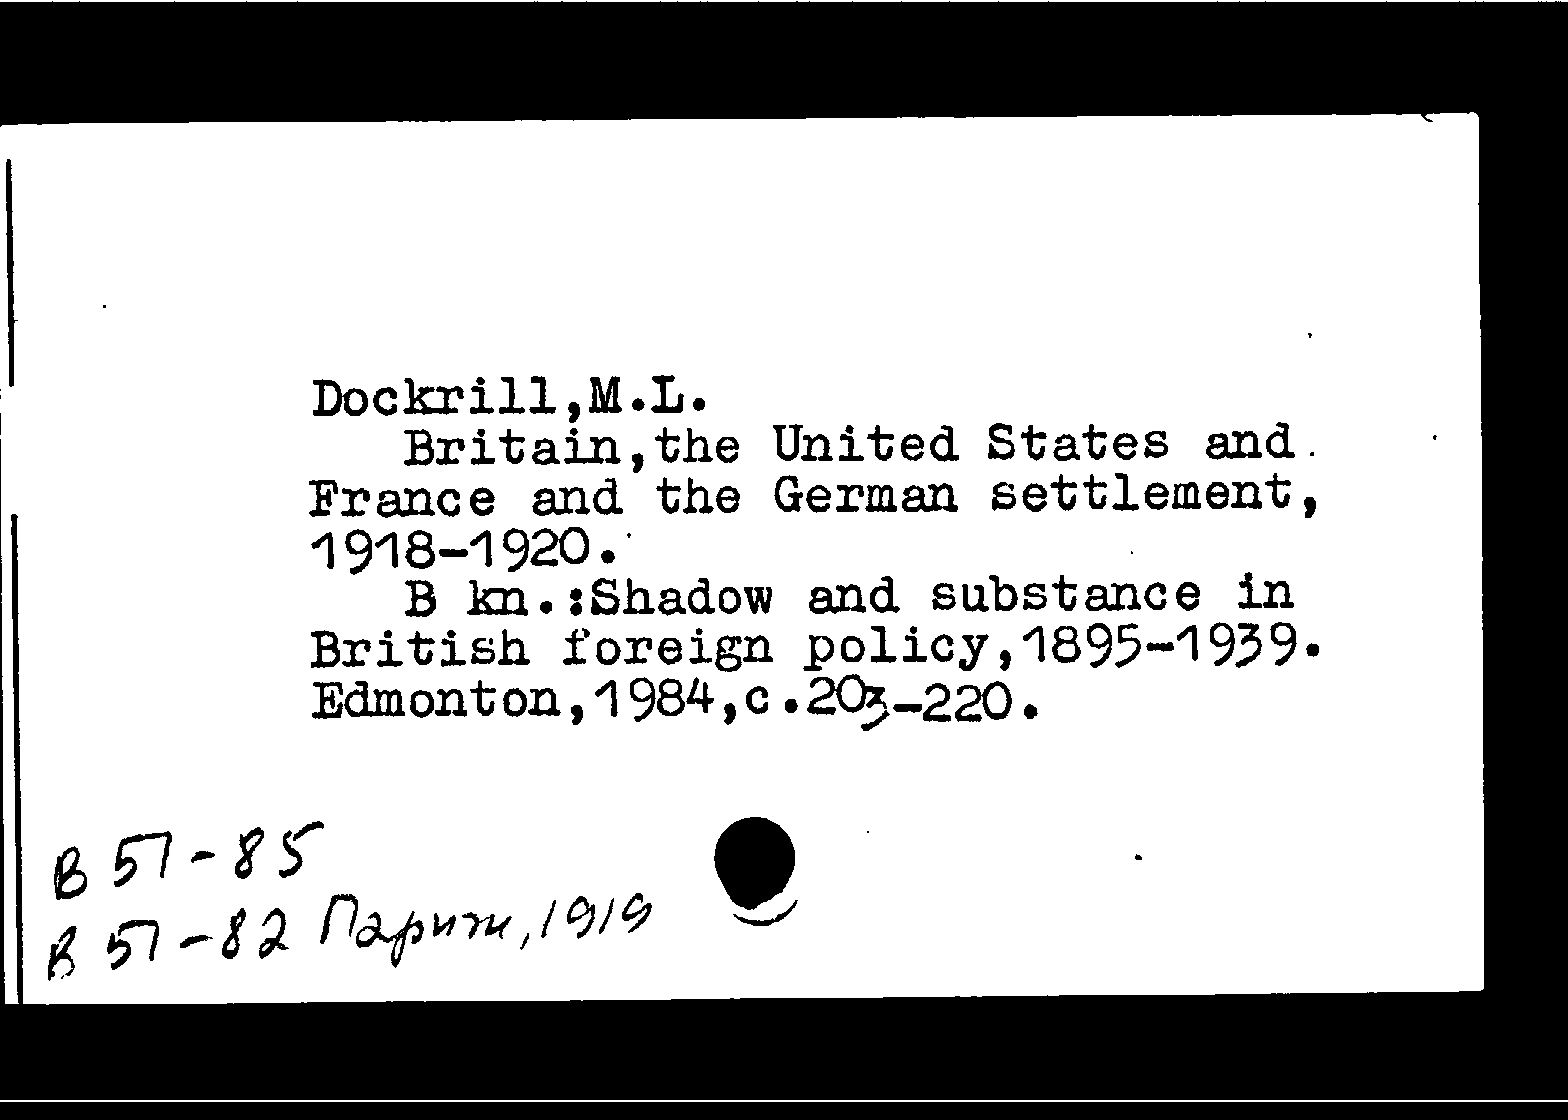 Dockrill,M.L.
Britain,the United States and
France and the German settlement,
1918-1920.
B kn.:Shadow and substance in
British foreign policy,1895-1939.
Edmonton,1984,c.203-220.
В 57-85
В 57-82 Париж,1919